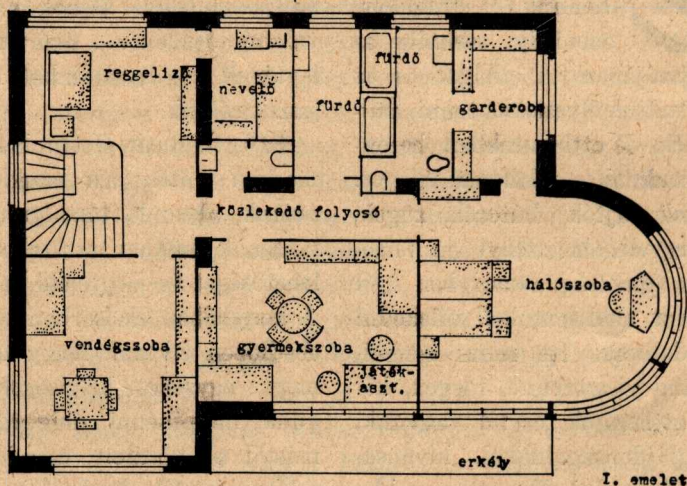 fürdő
reggeliző
nevelő
fürdő
garderobe
közlekedő folyosó
hálószoba
vendégszoba
gyermekszoba
játék-
aszt.
erkély
I. emelet